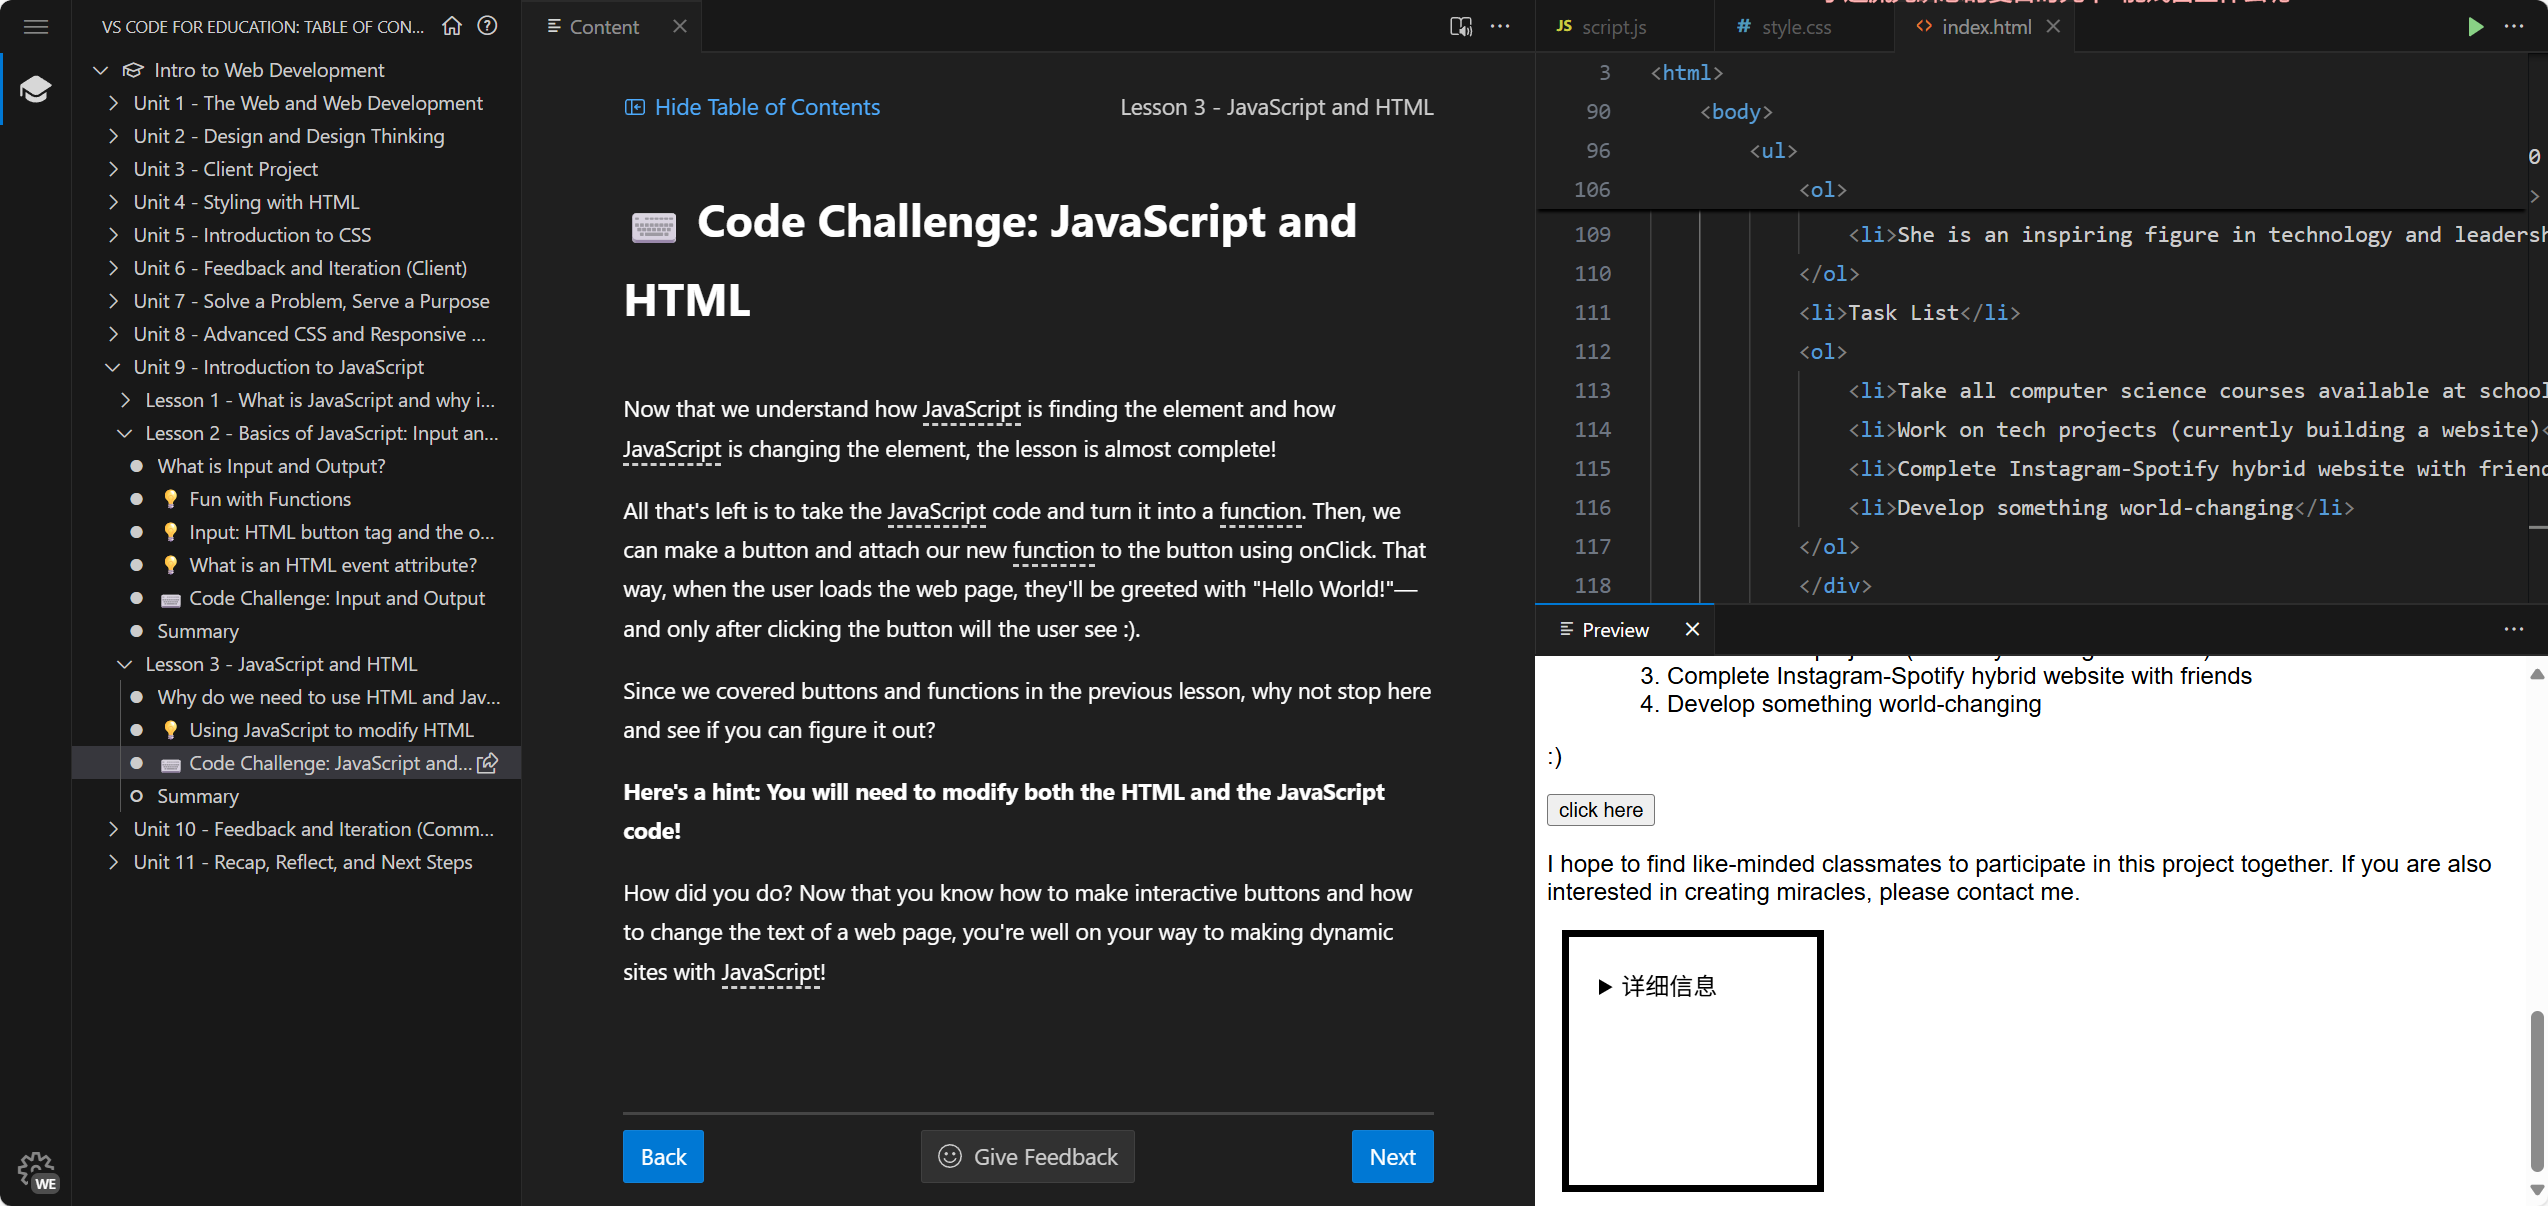 VS CODE FOR EDUCATION: TABLE OF CON...
Intro to Web Development
Unit 1 - The Web and Web Development
Unit 2 - Design and Design Thinking
Unit 3 - Client Project
Unit 4 - Styling with HTML
Unit 5 - Introduction to CSS
Unit 6 - Feedback and Iteration (Client)
Unit 7 - Solve a Problem, Serve a Purpose
Unit 8 - Advanced CSS and Responsive ...
Unit 9 - Introduction to JavaScript
Lesson 1 - What is JavaScript and why i...
Lesson 2 - Basics of JavaScript: Input an...
What is Input and Output?
Fun with Functions
Input: HTML button tag and the o...
What is an HTML event attribute?
Code Challenge: Input and Output
Summary
Lesson 3 - JavaScript and HTML
Why do we need to use HTML and Jav...
Using JavaScript to modify HTML
Code Challenge: JavaScript and...
Summary
Unit 10 - Feedback and Iteration (Comm...
Unit 11 - Recap, Reflect, and Next Steps
WE
Content
Hide Table of Contents
Lesson 3 - JavaScript and HTML
Code Challenge: JavaScript and
HTML
Now that we understand how JavaScript is finding the element and how
JavaScript is changing the element, the lesson is almost complete!
All that's left is to take the JavaScript code and turn it into a function. Then, we
can make a button and attach our new function to the button using onClick. That
way, when the user loads the web page, they'll be greeted with "Hello World!"—
and only after clicking the button will the user see :).
Since we covered buttons and functions in the previous lesson, why not stop here
and see if you can figure it out?
Here's a hint: You will need to modify both the HTML and the JavaScript
code!
How did you do? Now that you know how to make interactive buttons and how
to change the text of a web page, you're well on your way to making dynamic
sites with JavaScript!
Back
Give Feedback
Next
JS script.js
# style.css
<> index.html
3 <html>
90 <body>
96 <ul>
106 <ol>
109 <li>She is an inspiring figure in technology and leadersh
110 </ol>
111 <li>Task List</li>
112 <ol>
113 <li>Take all computer science courses available at school
114 <li>Work on tech projects (currently building a website)<
115 <li>Complete Instagram-Spotify hybrid website with friend
116 <li>Develop something world-changing</li>
117 </ol>
118 </div>
Preview
3. Complete Instagram-Spotify hybrid website with friends
4. Develop something world-changing
:)
click here
I hope to find like-minded classmates to participate in this project together. If you are also
interested in creating miracles, please contact me.
▶ 详细信息